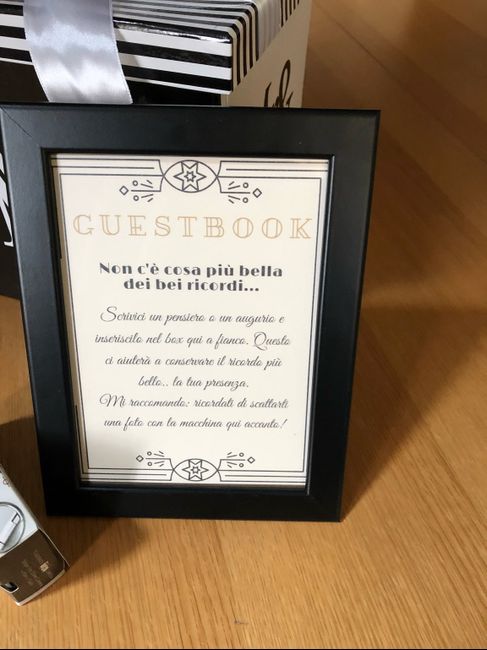 &
GUESTBOOK
Non c'è cosa più bella
dei bei ricordi...
Scrivici un pensiero o un augurio e
inseriscilo nel box qui a fianco. Questo
ci aiuterà a conservare il ricordo più
bello.. la tua presenza.
Mi raccomando: ricordati di scattarti
una foto con la macchina qui accanto!